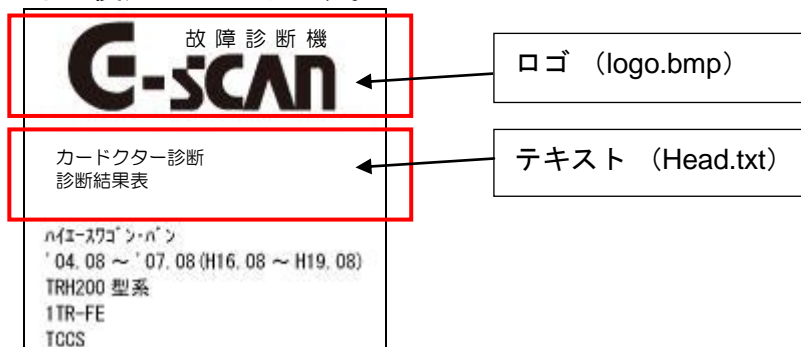 故障診断機
G-scan
ロゴ (logo.bmp)
カードクター診断
診断結果表
テキスト (Head.txt)
ﾊｲｴｰｽﾜｺﾞﾝ･ﾊﾞﾝ
'04.08 ～ '07.08(H16.08 ～ H19.08)
TRH200 型系
1TR-FE
TCCS